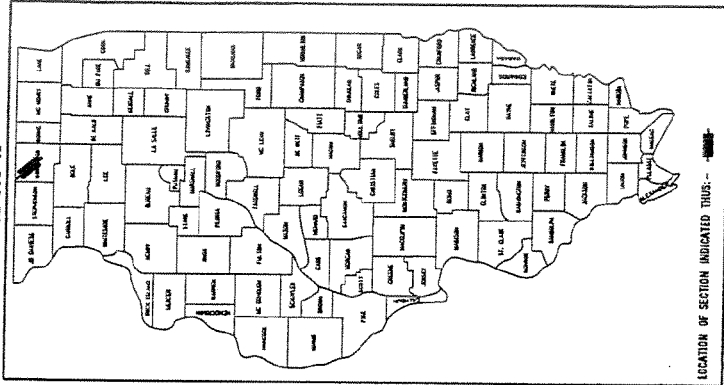 LAKE
COOK
DU PAGE
WILL
KANKAKEE
IROQUOIS
VERMILION
EDGAR
CLARK
CRAWFORD
LAWRENCE
WABASH
MC HENRY
KANE
KENDALL
GRUNDY
FORD
CHAMPAIGN
DOUGLAS
COLES
CUMBERLAND
JASPER
RICHLAND
EDWARDS
WHITE
GALLATIN
HARDIN
BOONE
DE KALB
LA SALLE
LIVINGSTON
MC LEAN
DE WITT
PIATT
MACON
MOULTRIE
SHELBY
EFFINGHAM
CLAY
WAYNE
HAMILTON
SALINE
POPE
OGLE
LEE
BUREAU
PUTNAM
MARSHALL
WOODFORD
TAZEWELL
LOGAN
CHRISTIAN
FAYETTE
MARION
JEFFERSON
FRANKLIN
WILLIAMSON
JOHNSON
MASSAC
STEPHENSON
CARROLL
WHITESIDE
STARK
PEORIA
MASON
MENARD
SANGAMON
MONTGOMERY
BOND
CLINTON
WASHINGTON
PERRY
JACKSON
UNION
PULASKI
ALEXANDER
JO DAVIESS
HENRY
KNOX
FULTON
CASS
MORGAN
SCOTT
MACOUPIN
MADISON
ST. CLAIR
MONROE
RANDOLPH
ROCK ISLAND
MERCER
WARREN
HENDERSON
MC DONOUGH
SCHUYLER
BROWN
GREENE
JERSEY
HANCOCK
ADAMS
PIKE
LOCATION OF SECTION INDICATED THUS:-